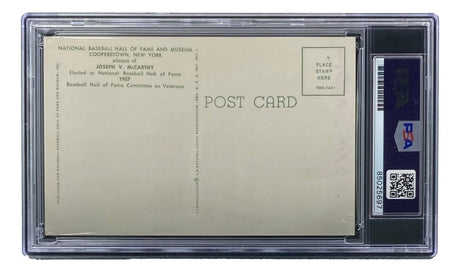 NATIONAL BASEBALL HALL OF FAME AND MUSEUM
COOPERSTOWN, NEW YORK
plaque of
JOSEPH V. McCARTHY
Elected to National Baseball Hall of Fame
1957
Baseball Hall of Fame Committee on Veterans
PLACE
STAMP
HERE
POST CARD
PSA
85025697